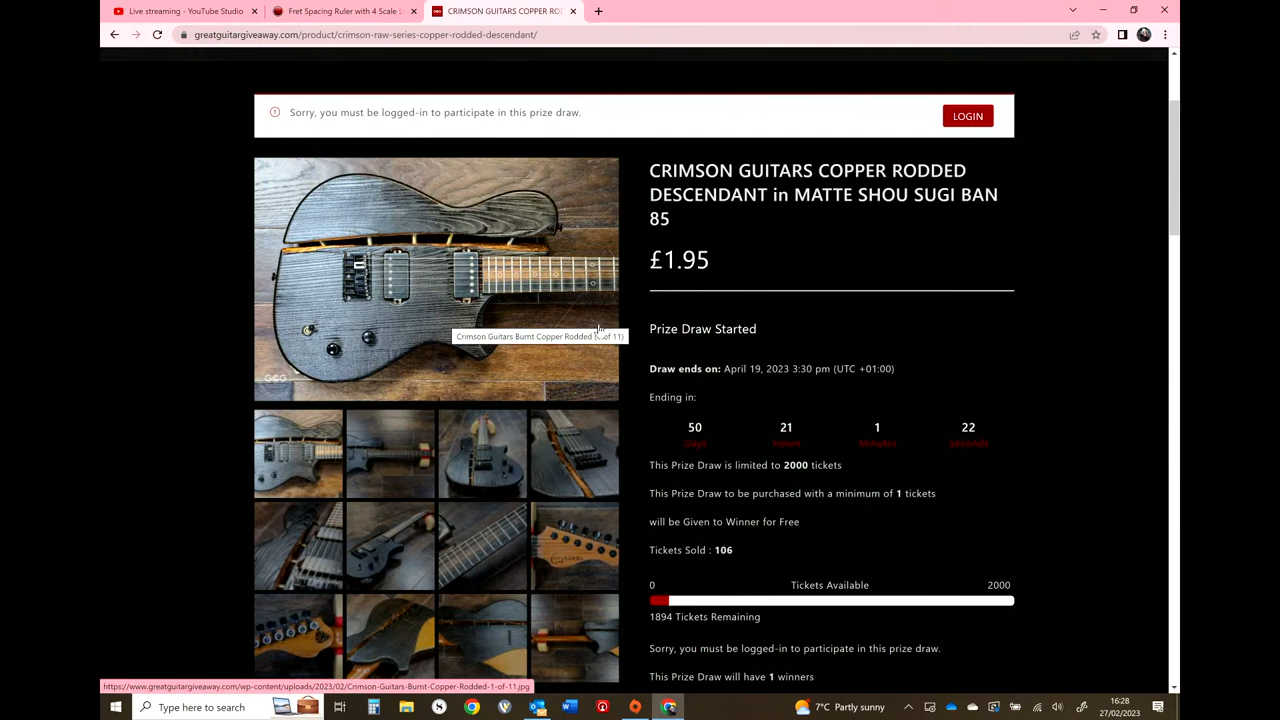 Live streaming - YouTube Studio
Fret Spacing Ruler with 4 Scale L
CRIMSON GUITARS COPPER ROD
greatguitargiveaway.com/product/crimson-raw-series-copper-rodded-descendant/
Sorry, you must be logged-in to participate in this prize draw.
LOGIN
CRIMSON GUITARS COPPER RODDED
DESCENDANT in MATTE SHOU SUGI BAN
85
£1.95
Crimson Guitars Burnt Copper Rodded of 11)
Prize Draw Started
Draw ends on: April 19, 2023 3:30 pm (UTC +01:00)
Ending in:
50 21 1 22
Days Hours Minutes Seconds
This Prize Draw is limited to 2000 tickets
This Prize Draw to be purchased with a minimum of 1 tickets
will be Given to Winner for Free
Tickets Sold : 106
0 Tickets Available 2000
1894 Tickets Remaining
Sorry, you must be logged-in to participate in this prize draw.
This Prize Draw will have 1 winners
https://www.greatguitargiveaway.com/wp-content/uploads/2023/02/Crimson-Guitars-Burnt-Copper-Rodded-1-of-11.jpg
Type here to search
7°C Partly sunny
16:28
27/02/2023